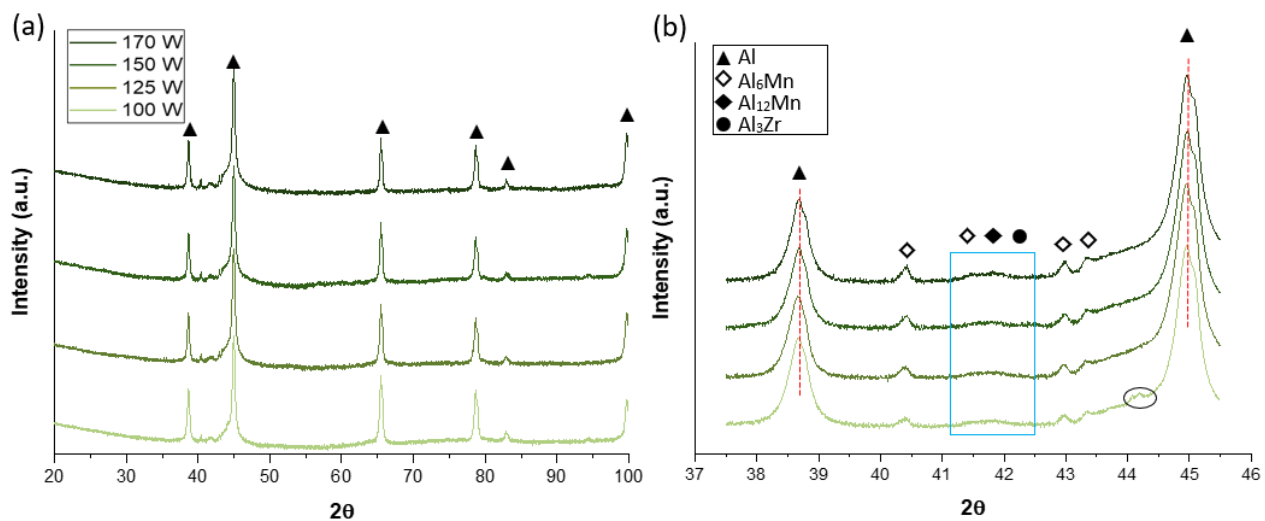 (a)
170 W
150 W
125 W
100 W
Intensity (a.u.)
20 30 40 50 60 70 80 90 100
2θ
(b)
Al
Al₆Mn
Al₁₂Mn
Al₃Zr
Intensity (a.u.)
37 38 39 40 41 42 43 44 45 46
2θ